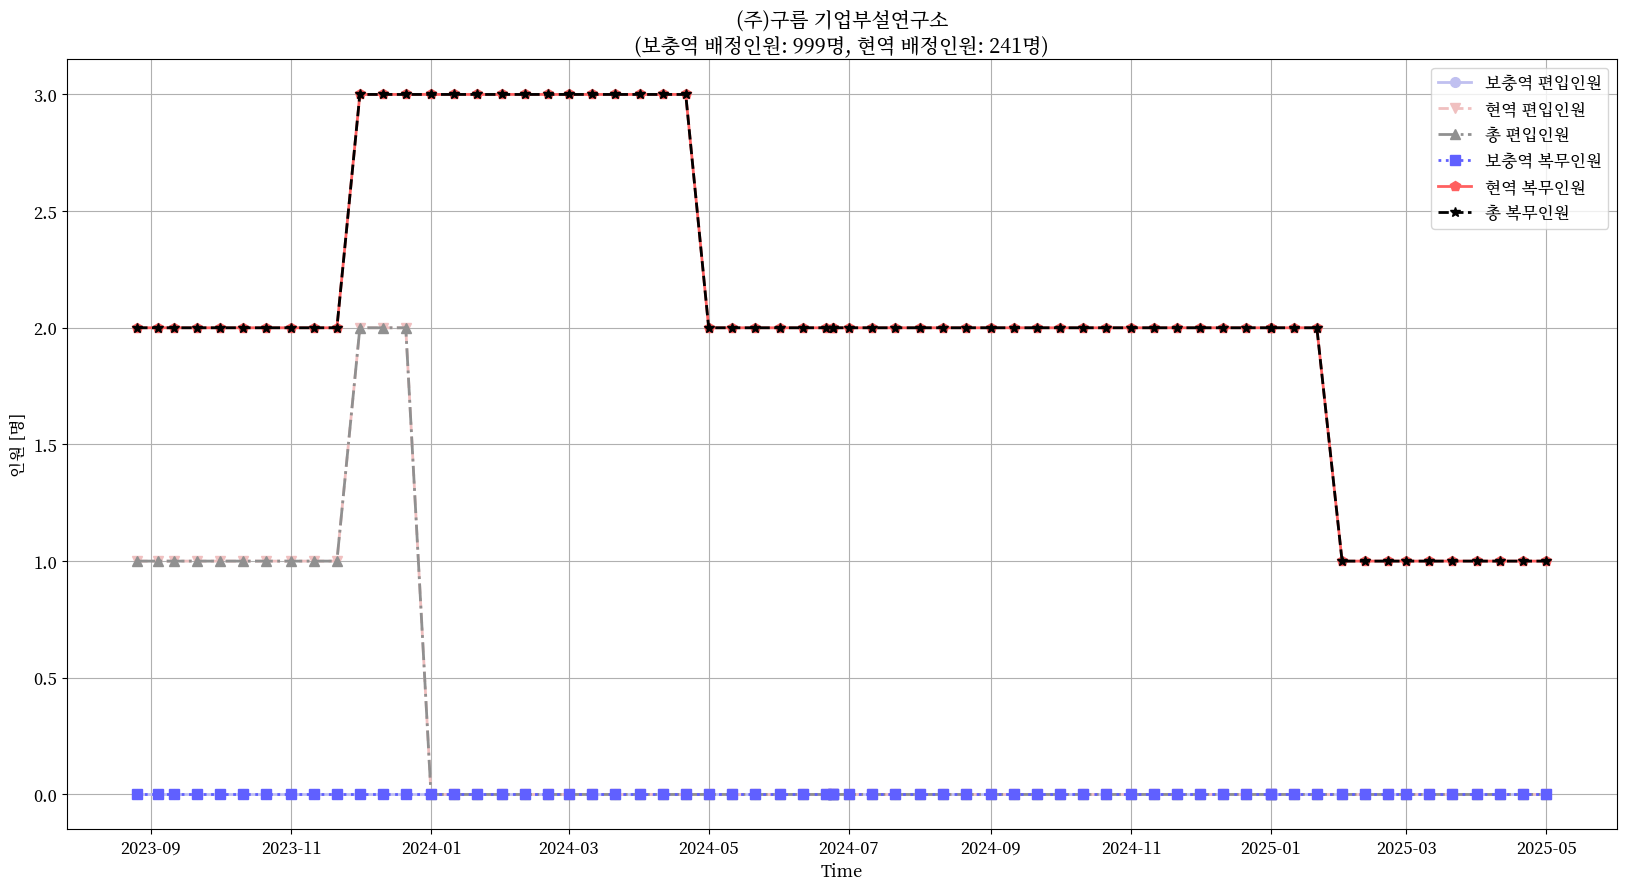 (주)구름 기업부설연구소
(보충역 배정인원: 999명, 현역 배정인원: 241명)
보충역 편입인원
현역 편입인원
총 편입인원
보충역 복무인원
현역 복무인원
총 복무인원
3.0
2.5
2.0
1.5
1.0
0.5
0.0
인원 [명]
2023-09 2023-11 2024-01 2024-03 2024-05 2024-07 2024-09 2024-11 2025-01 2025-03 2025-05
Time